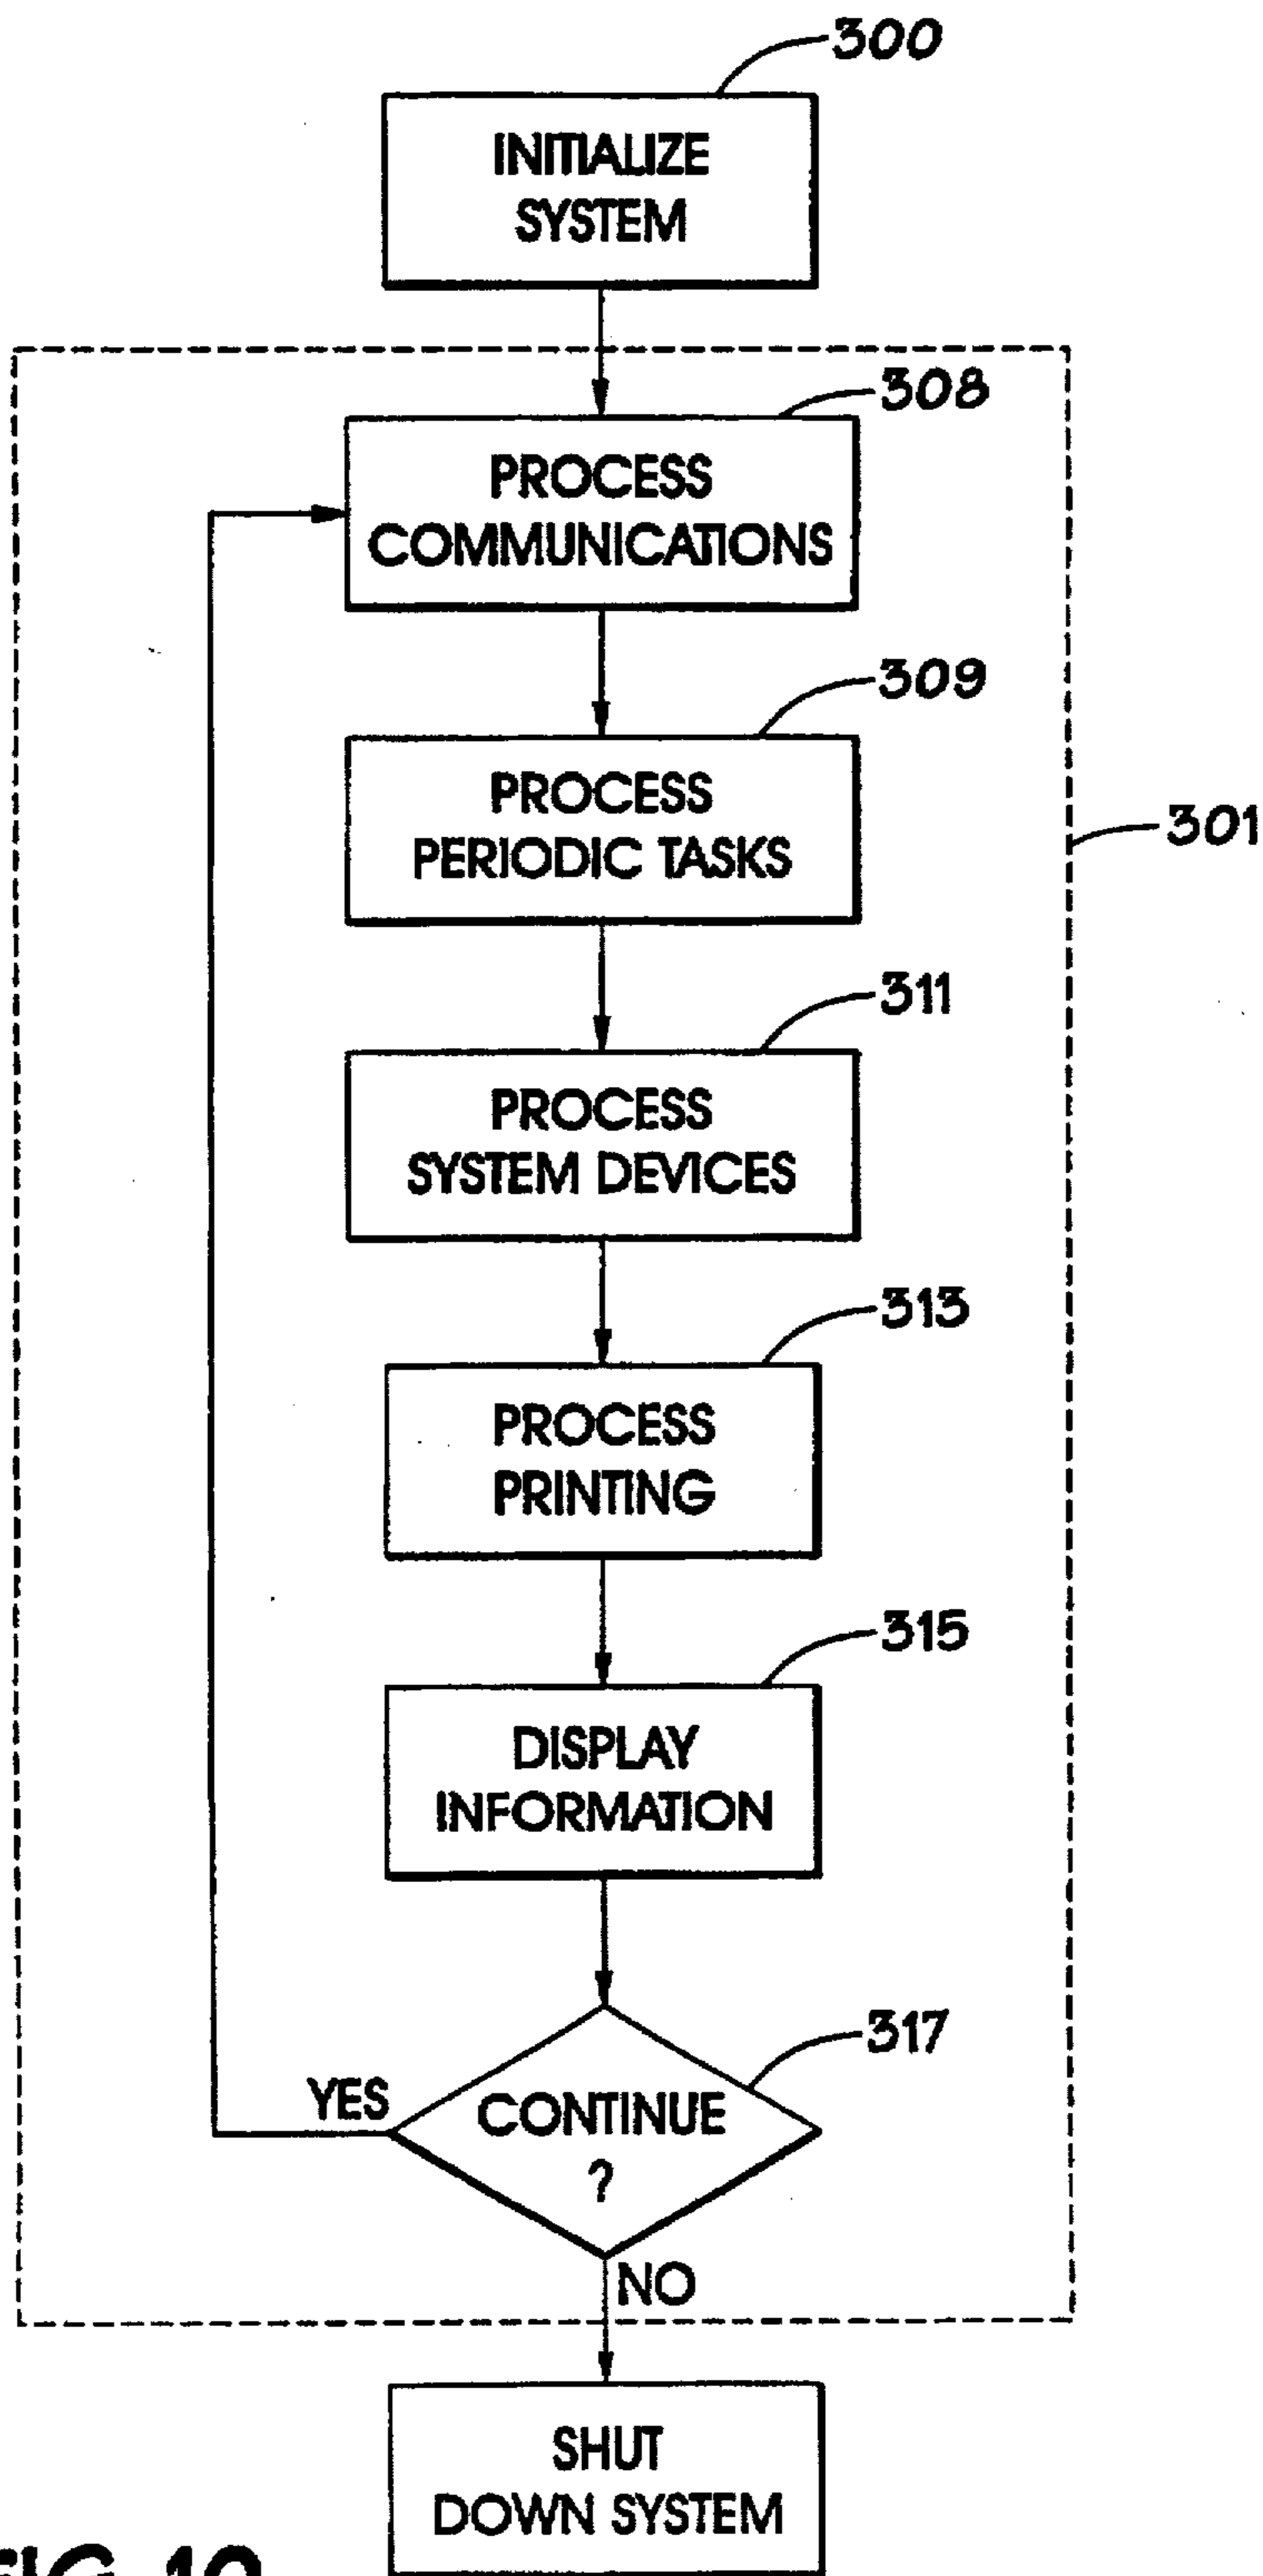 300
INITIALIZE
SYSTEM
308
PROCESS
COMMUNICATIONS
309
PROCESS
PERIODIC TASKS
301
311
PROCESS
SYSTEM DEVICES
313
PROCESS
PRINTING
315
DISPLAY
INFORMATION
317
YES
CONTINUE
?
NO
SHUT
DOWN SYSTEM